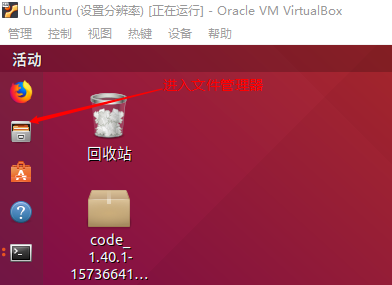 Unbuntu (设置分辨率) [正在运行] - Oracle VM VirtualBox
管理 控制 视图 热键 设备 帮助
活动
进入文件管理器
回收站
code_
1.40.1-
15736641...